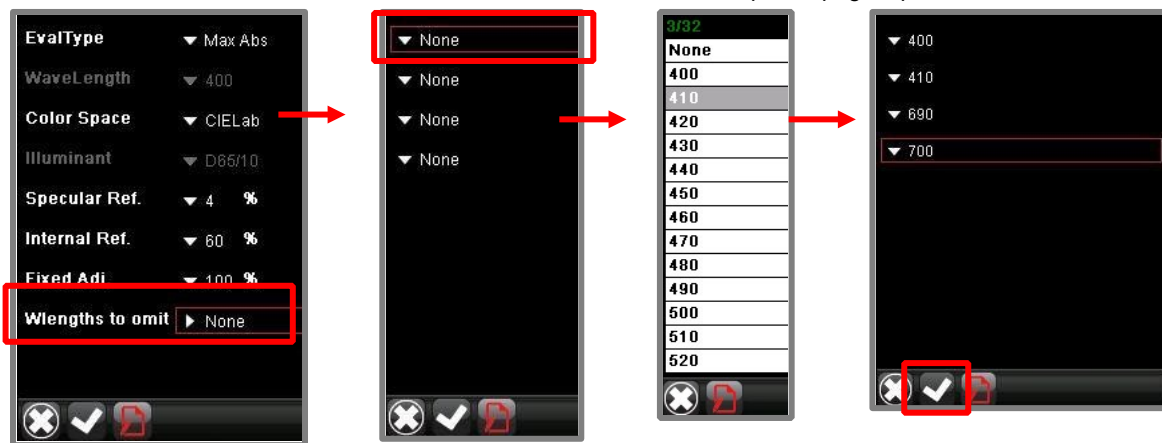 EvalType Max Abs
WaveLength 400
Color Space CIELab
Illuminant D65/10
Specular Ref. 4 %
Internal Ref. 60 %
Fixed Adj. 100 %
Wlengths to omit None
None
None
None
None
3/32
None
400
410
420
430
440
450
460
470
480
490
500
510
520
400
410
690
700